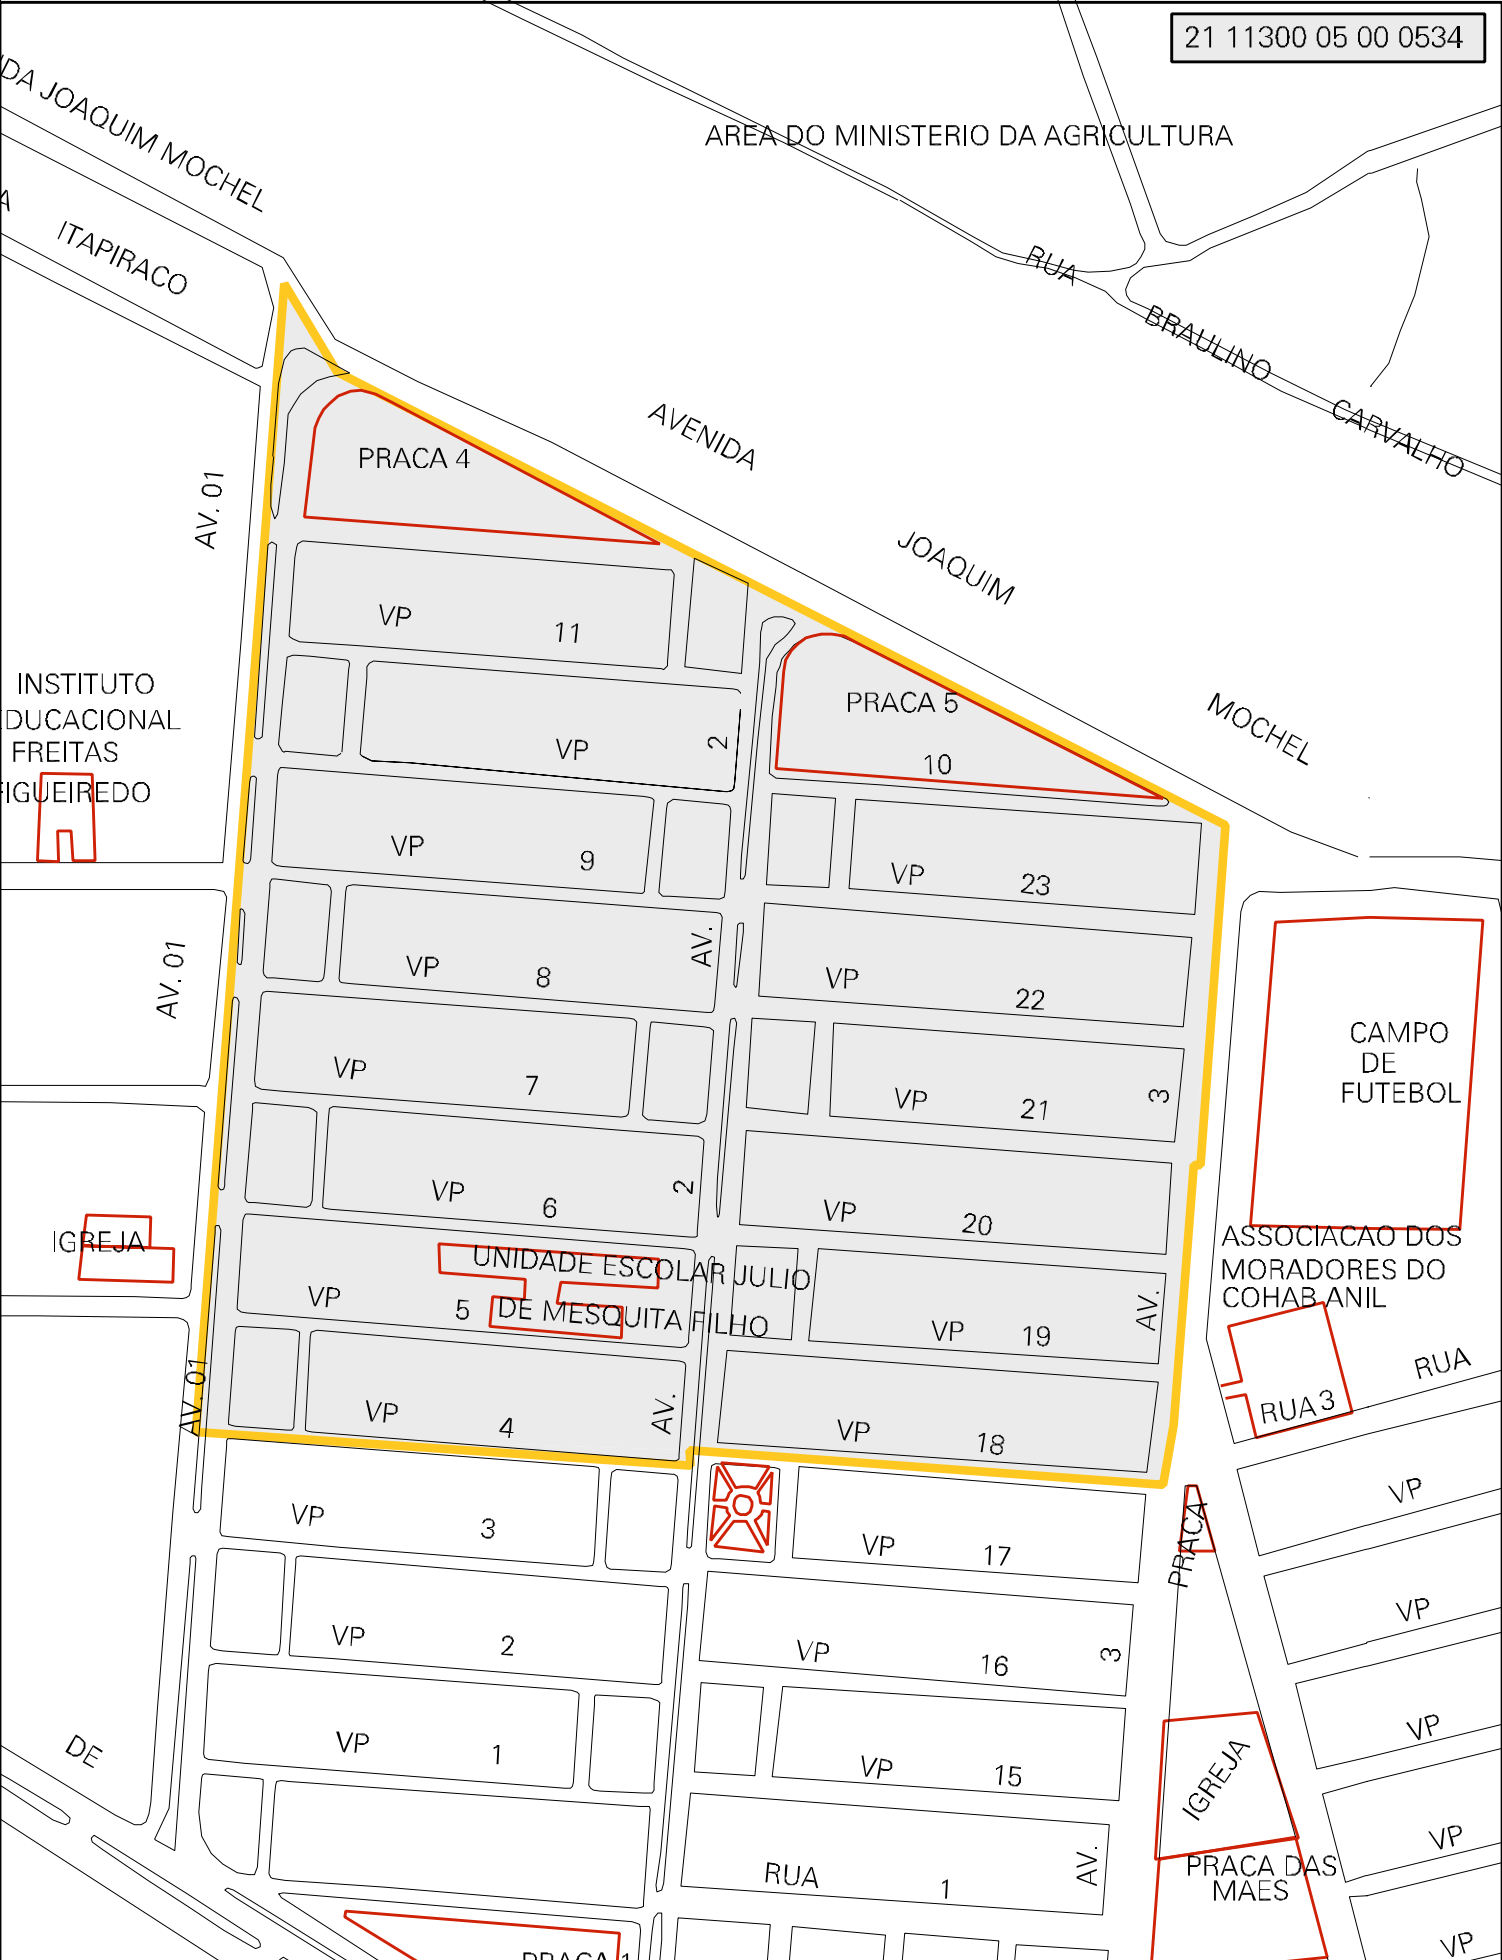 21 11300 05 00 0534
DA JOAQUIM MOCHEL
AREA DO MINISTERIO DA AGRICULTURA
ITAPIRACO
RUA
BRAULINO
CARVALHO
AVENIDA
JOAQUIM
MOCHEL
PRACA 4
AV. 01
VP 11
INSTITUTO
DUCACIONAL
FREITAS
IGUEIREDO
PRACA 5
10
VP
2
VP 9
VP 23
AV. 01
VP 8
AV.
VP 22
CAMPO
DE
FUTEBOL
VP 7
VP 21
3
VP 6
2
VP 20
IGREJA
UNIDADE ESCOLAR JULIO
DE MESQUITA FILHO
VP 5
VP 19
AV.
ASSOCIACAO DOS
MORADORES DO
COHAB ANIL
RUA
RUA 3
AV. 01
VP 4
AV.
VP 18
VP 3
VP 17
PRACA
VP
VP 2
VP 16
3
VP
VP 1
VP 15
IGREJA
VP
DE
RUA 1
AV.
PRACA DAS
MAES
VP
VP
PRACA 1